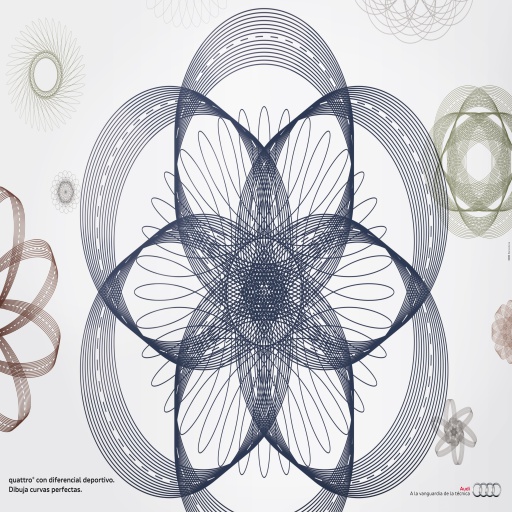 quattro® con diferencial deportivo.
Dibuja curvas perfectas.
Audi
A la vanguardia de la técnica